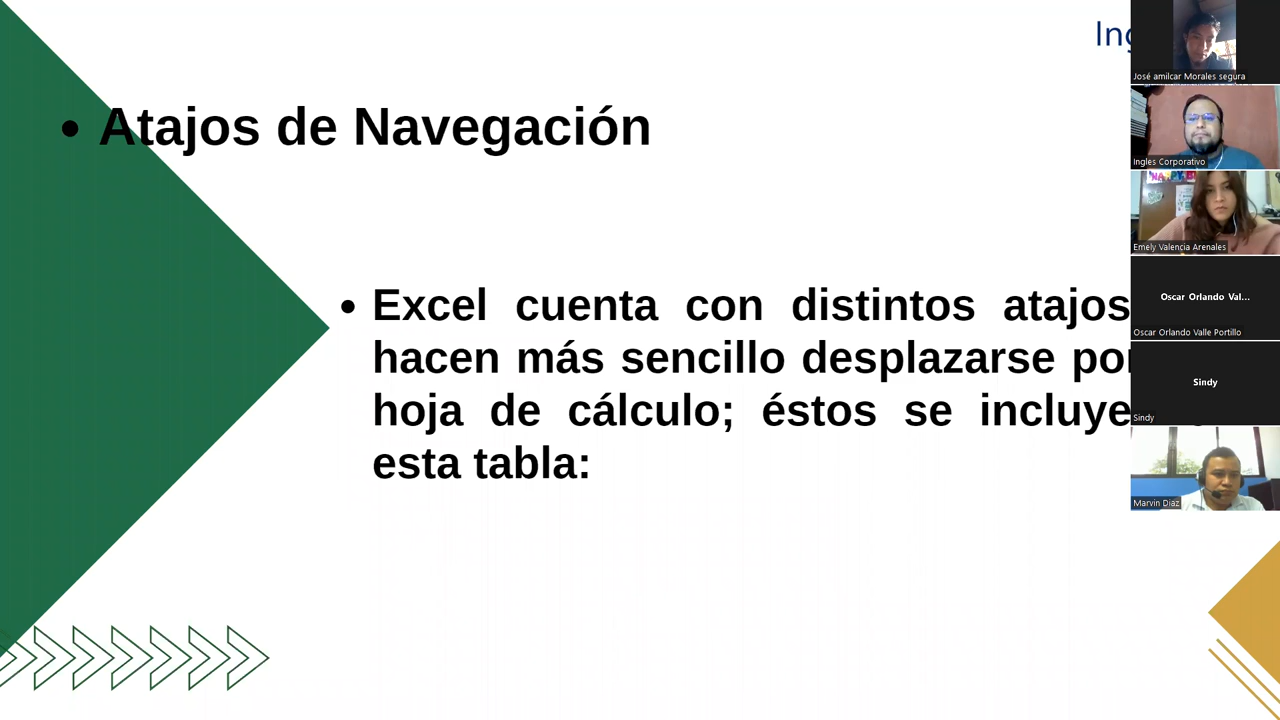 Ing
• Atajos de Navegación
• Excel cuenta con distintos atajos
hacen más sencillo desplazarse por
hoja de cálculo; éstos se incluye
esta tabla:
José amilcar Morales segura
Ingles Corporativo
Emely Valencia Arenales
Oscar Orlando Val...
Oscar Orlando Valle Portillo
Sindy
Sindy
Marvin Diaz